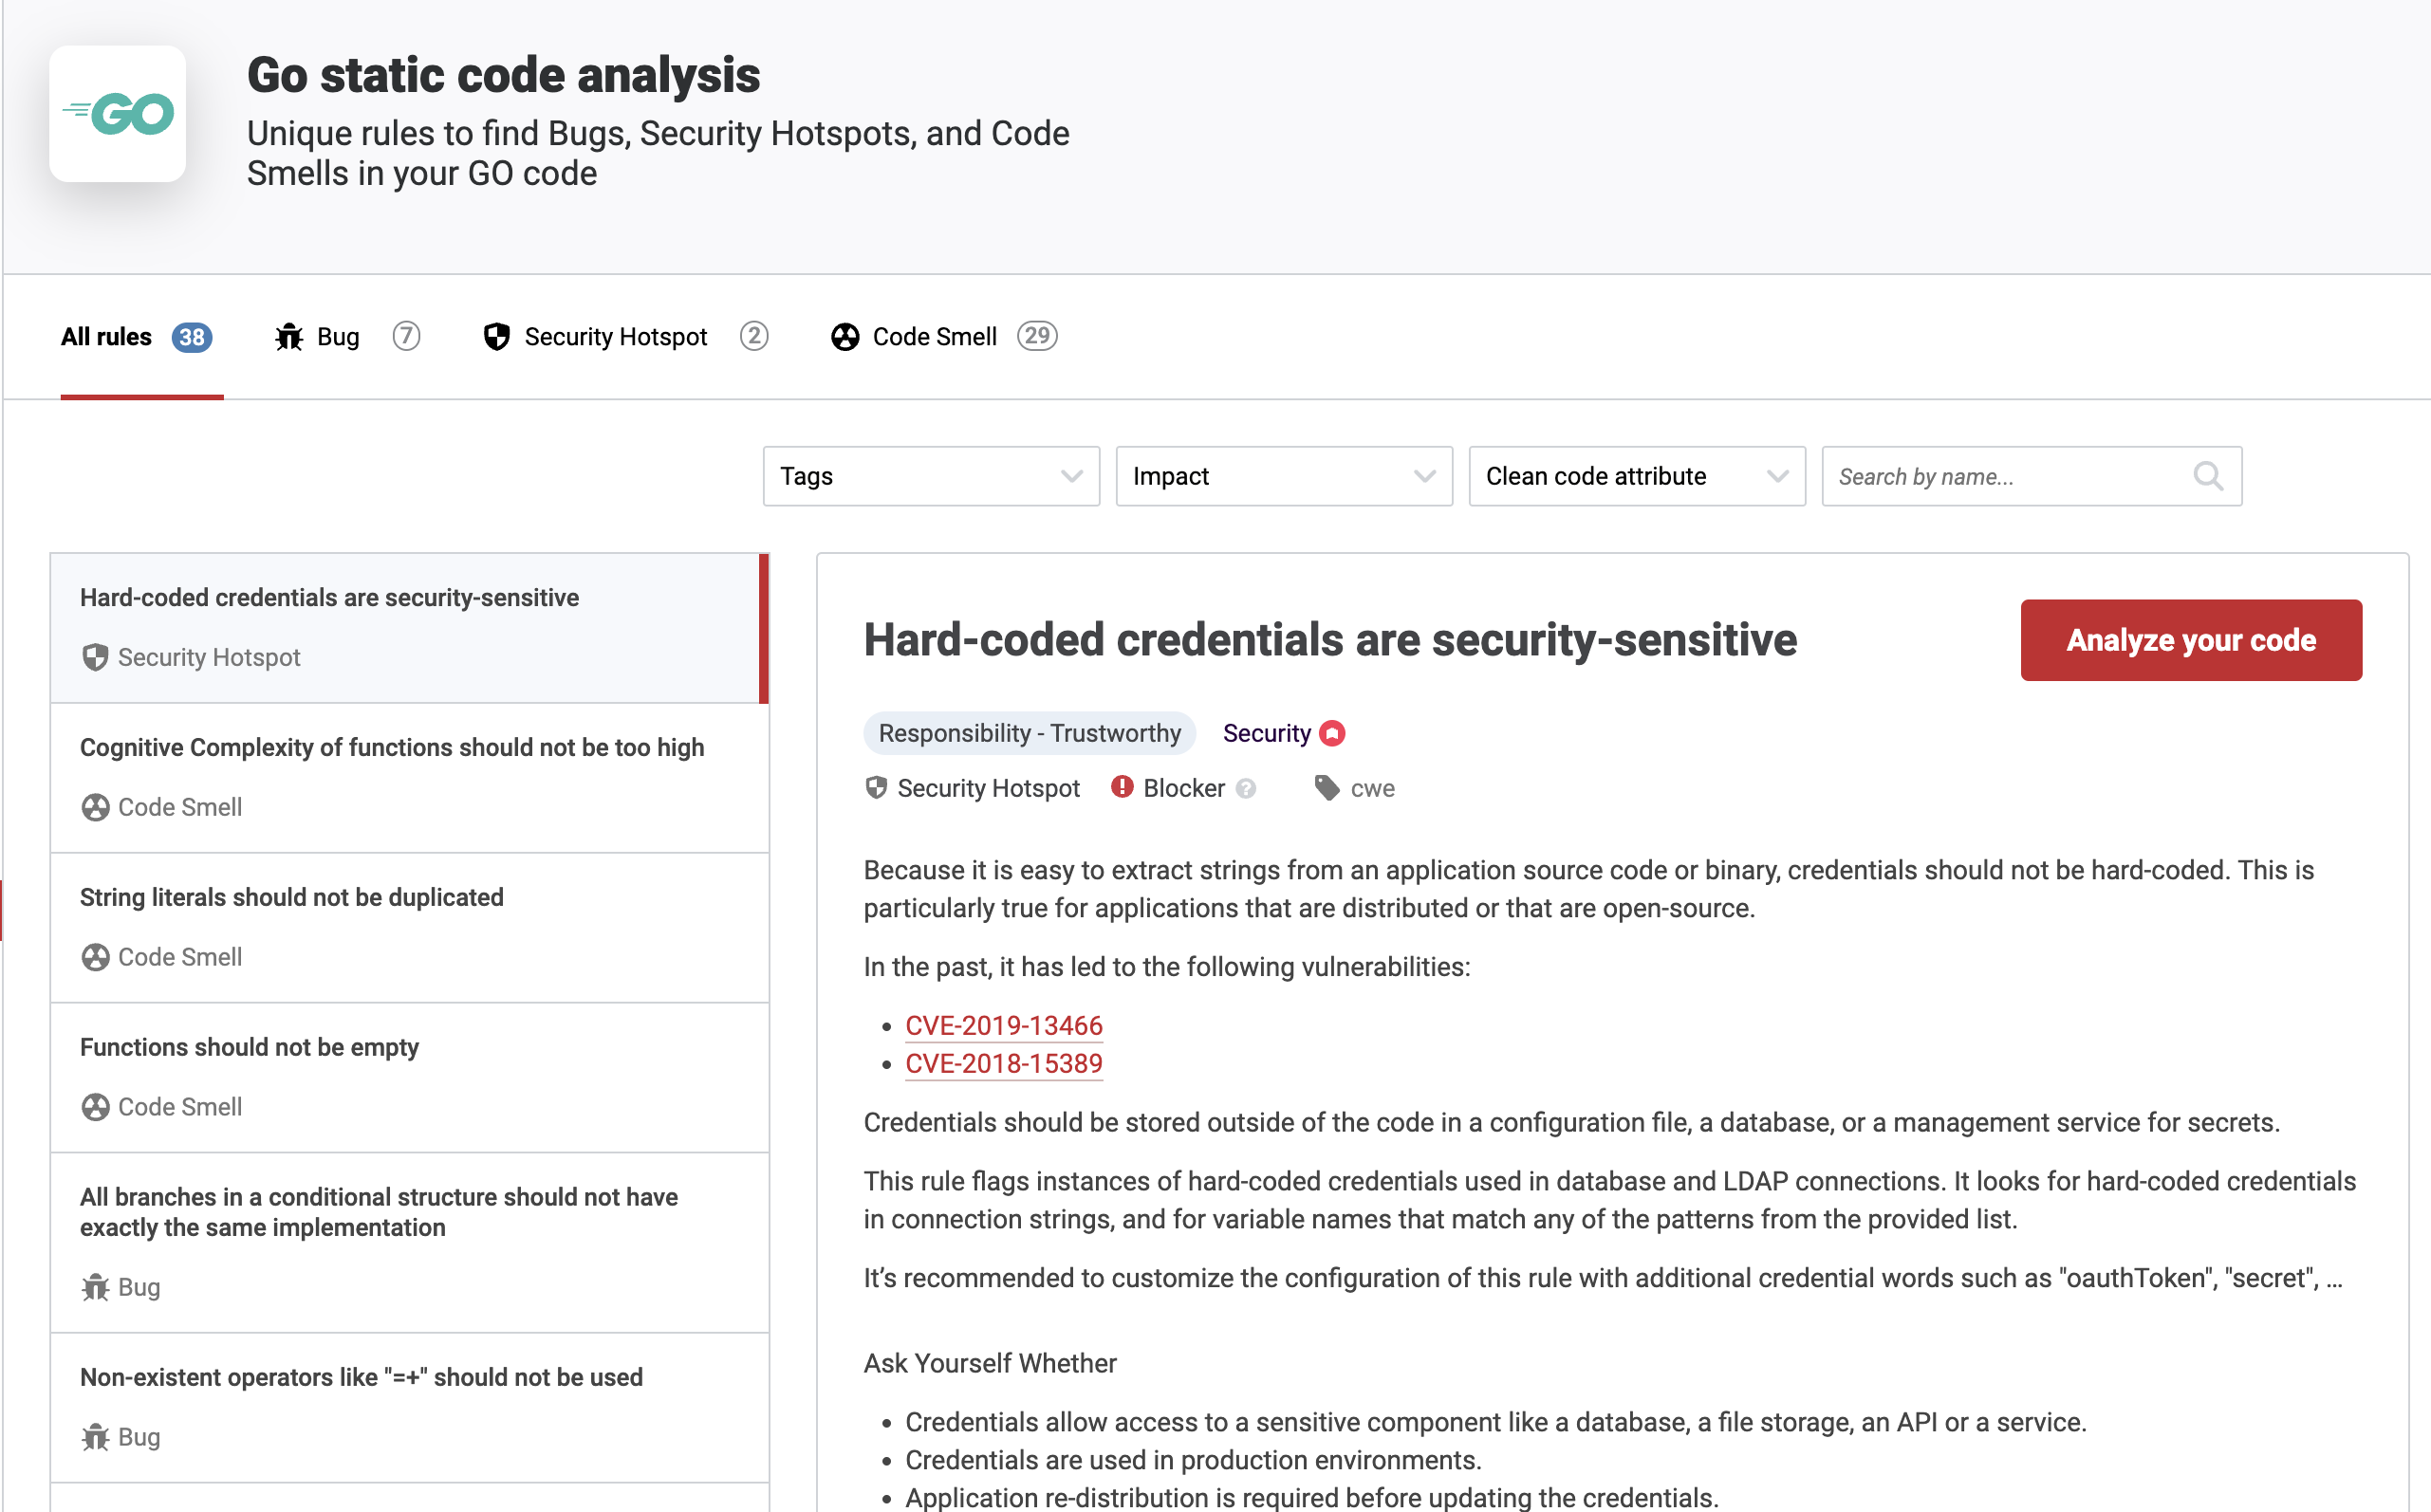 GO
Go static code analysis
Unique rules to find Bugs, Security Hotspots, and Code
Smells in your GO code
All rules 38 Bug 7 Security Hotspot 2 Code Smell 29
Tags Impact Clean code attribute Search by name...
Hard-coded credentials are security-sensitive
Security Hotspot
Cognitive Complexity of functions should not be too high
Code Smell
String literals should not be duplicated
Code Smell
Functions should not be empty
Code Smell
All branches in a conditional structure should not have
exactly the same implementation
Bug
Non-existent operators like "=+" should not be used
Bug
Hard-coded credentials are security-sensitive
Analyze your code
Responsibility - Trustworthy Security
Security Hotspot Blocker ? cwe
Because it is easy to extract strings from an application source code or binary, credentials should not be hard-coded. This is
particularly true for applications that are distributed or that are open-source.
In the past, it has led to the following vulnerabilities:
• CVE-2019-13466
• CVE-2018-15389
Credentials should be stored outside of the code in a configuration file, a database, or a management service for secrets.
This rule flags instances of hard-coded credentials used in database and LDAP connections. It looks for hard-coded credentials
in connection strings, and for variable names that match any of the patterns from the provided list.
It’s recommended to customize the configuration of this rule with additional credential words such as "oauthToken", "secret", ...
Ask Yourself Whether
• Credentials allow access to a sensitive component like a database, a file storage, an API or a service.
• Credentials are used in production environments.
• Application re-distribution is required before updating the credentials.